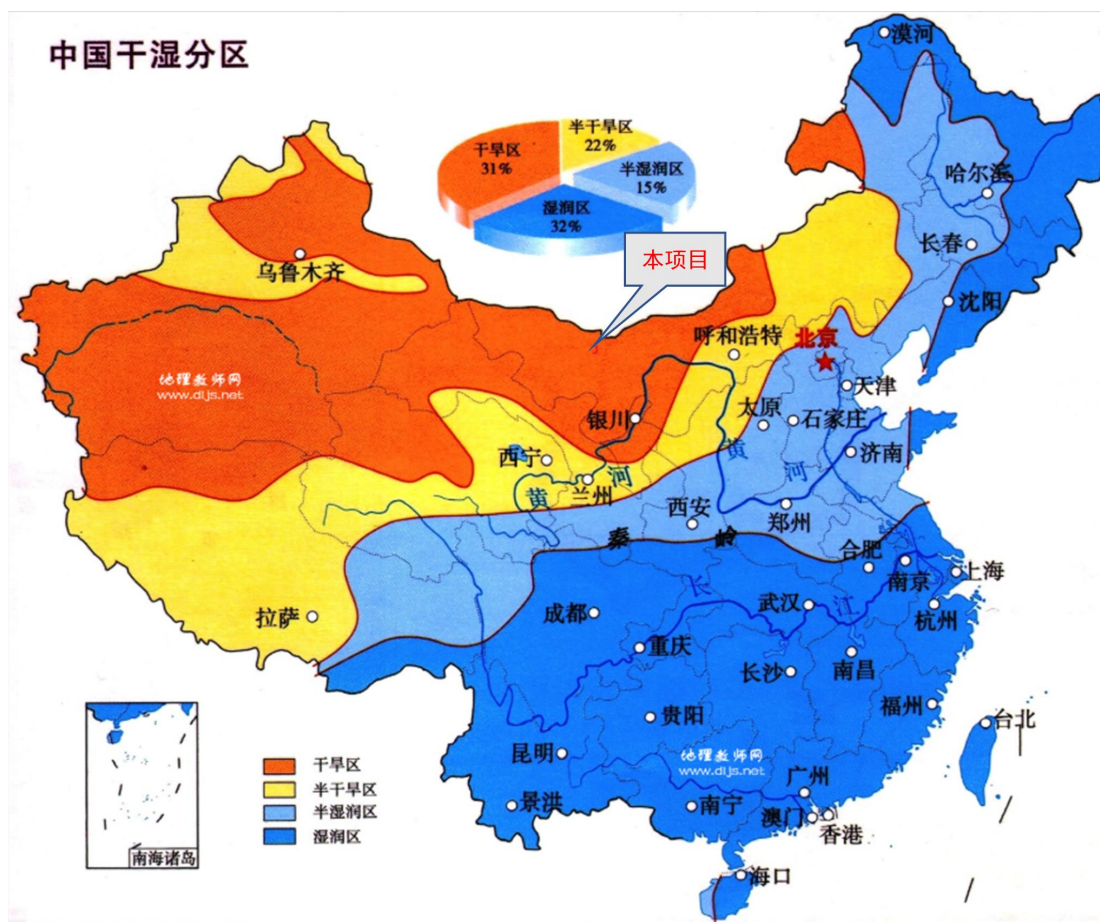 中国干湿分区
漠河
半干旱区
22%
干旱区
31%
半湿润区
15%
湿润区
32%
哈尔滨
长春
本项目
乌鲁木齐
沈阳
呼和浩特
北京
地理教师网
www.dljs.net
天津
银川
太原
石家庄
西宁
黄
河
兰州
黄
河
济南
西安
郑州
秦
岭
合肥
南京
上海
拉萨
成都
长
武汉
江
杭州
重庆
长沙
南昌
贵阳
福州
台北
昆明
地理教师网
www.dljs.net
广州
干旱区
半干旱区
半湿润区
湿润区
景洪
南宁
澳门
香港
南海诸岛
海口